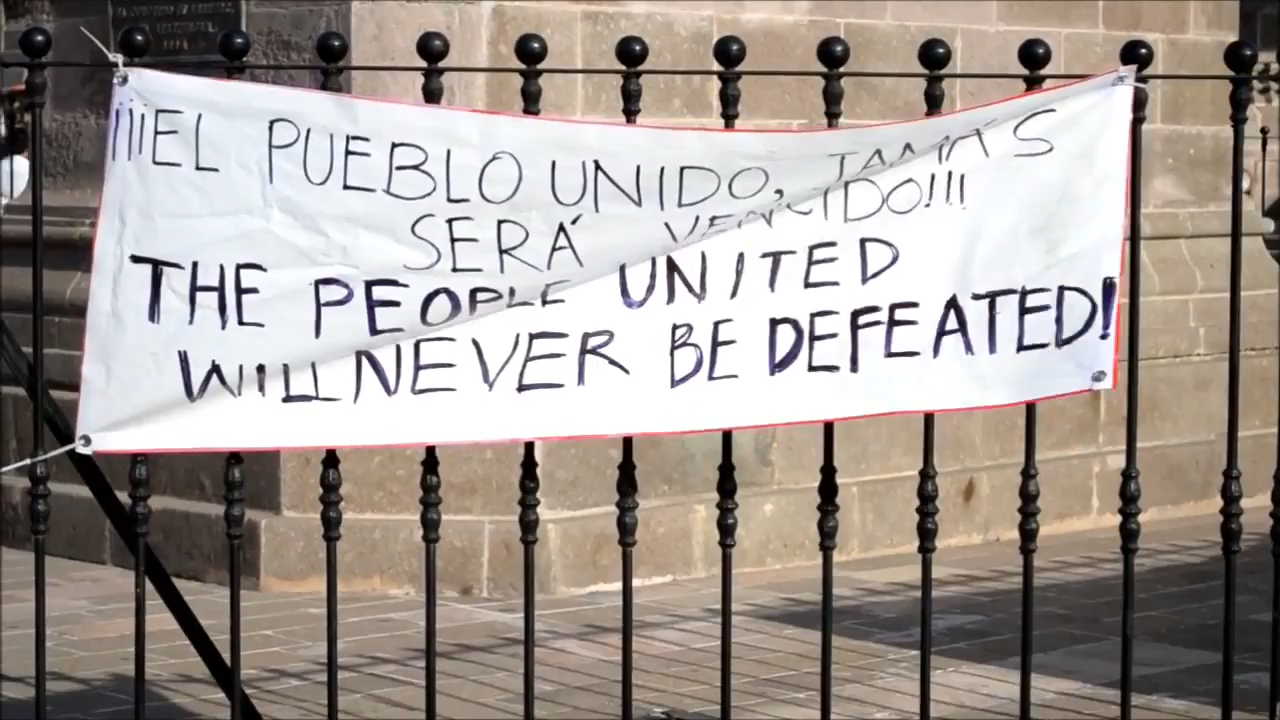 ¡¡¡EL PUEBLO UNIDO, JAMÁS
SERÁ VENCIDO!!!
THE PEOPLE UNITED
WILL NEVER BE DEFEATED!